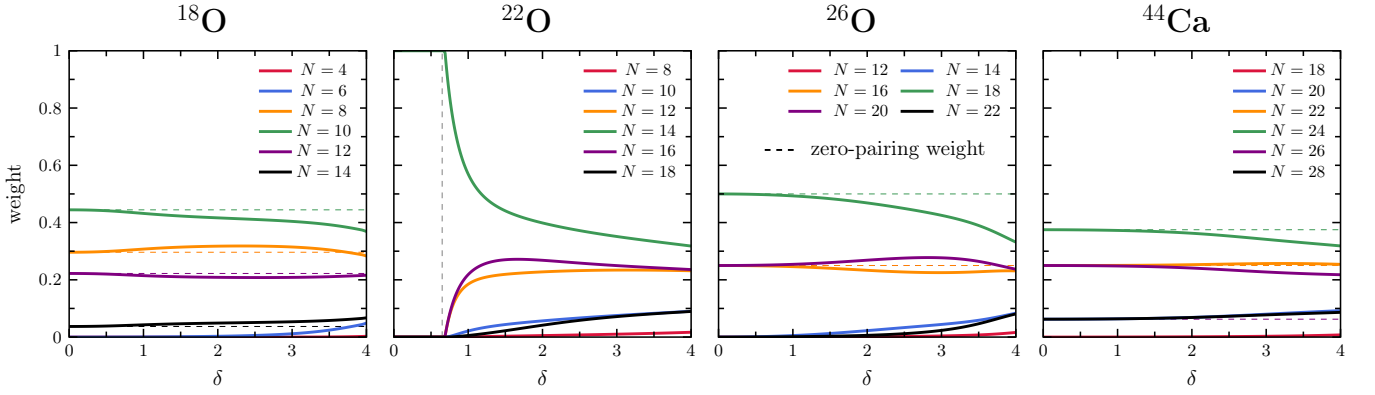 ¹⁸O
²²O
²⁶O
⁴⁴Ca
weight
1
0.8
0.6
0.4
0.2
0
N = 4
N = 6
N = 8
N = 10
N = 12
N = 14
0 1 2 3 4
δ
N = 8
N = 10
N = 12
N = 14
N = 16
N = 18
0 1 2 3 4
δ
N = 12 N = 14
N = 16 N = 18
N = 20 N = 22
zero-pairing weight
0 1 2 3 4
δ
N = 18
N = 20
N = 22
N = 24
N = 26
N = 28
0 1 2 3 4
δ